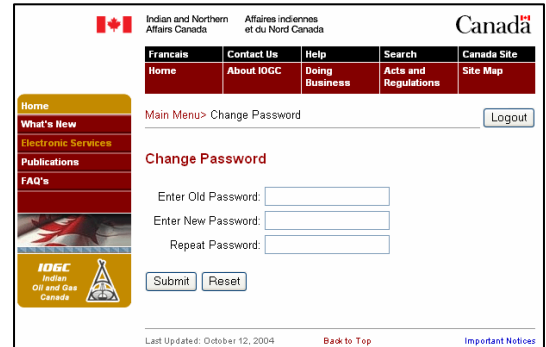 Indian and Northern Affaires indiennes
Affairs Canada et du Nord Canada
Canada
Francais Contact Us Help Search Canada Site
Home About IOGC Doing Business Acts and Regulations Site Map
Home
What's New
Electronic Services
Publications
FAQ's
IOGC
Indian
Oil and Gas
Canada
Main Menu> Change Password
Logout
Change Password
Enter Old Password:
Enter New Password:
Repeat Password:
Submit Reset
Last Updated: October 12, 2004 Back to Top Important Notices